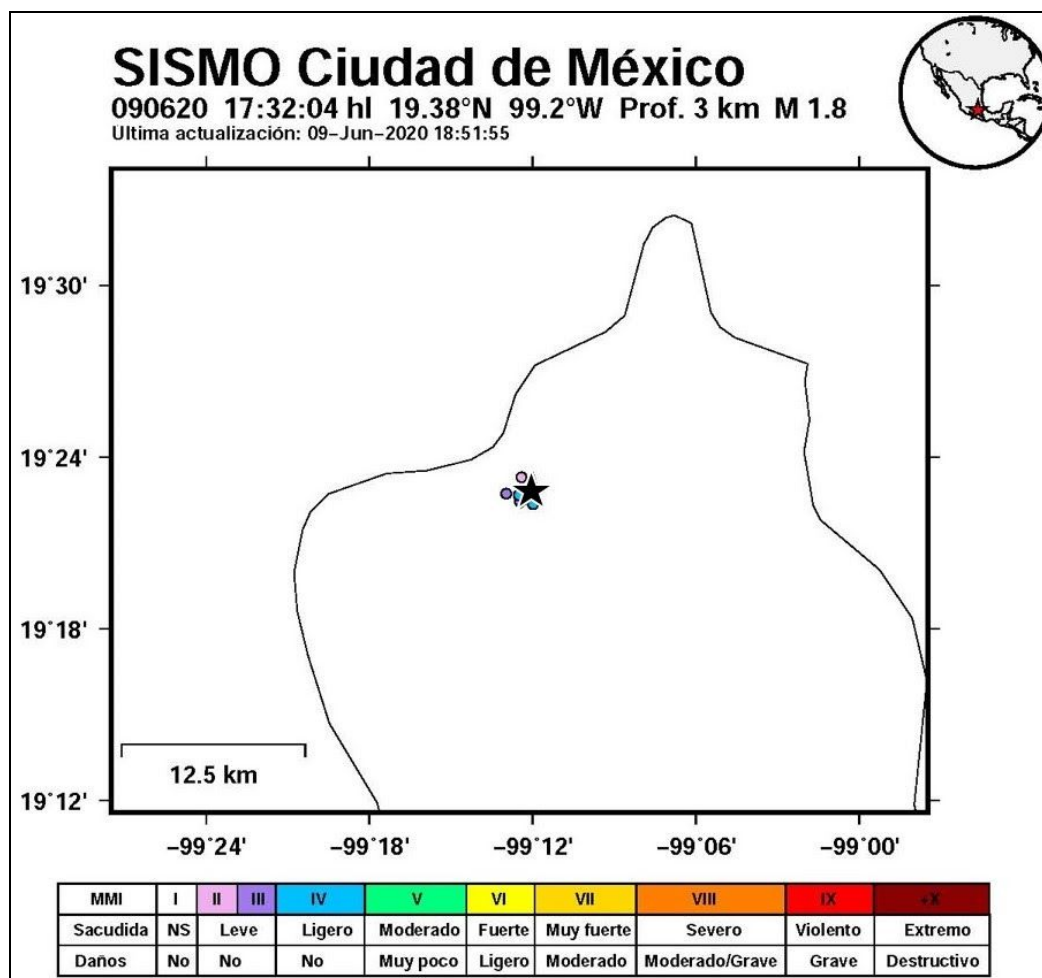 SISMO Ciudad de México
090620 17:32:04 hl 19.38°N 99.2°W Prof. 3 km M 1.8
Ultima actualización: 09-Jun-2020 18:51:55
19°30'
19°24'
19°18'
19°12'
12.5 km
-99°24' -99°18' -99°12' -99°06' -99°00'
MMI I II III IV V VI VII VIII IX +X
Sacudida NS Leve Ligero Moderado Fuerte Muy fuerte Severo Violento Extremo
Daños No No No Muy poco Ligero Moderado Moderado/Grave Grave Destructivo